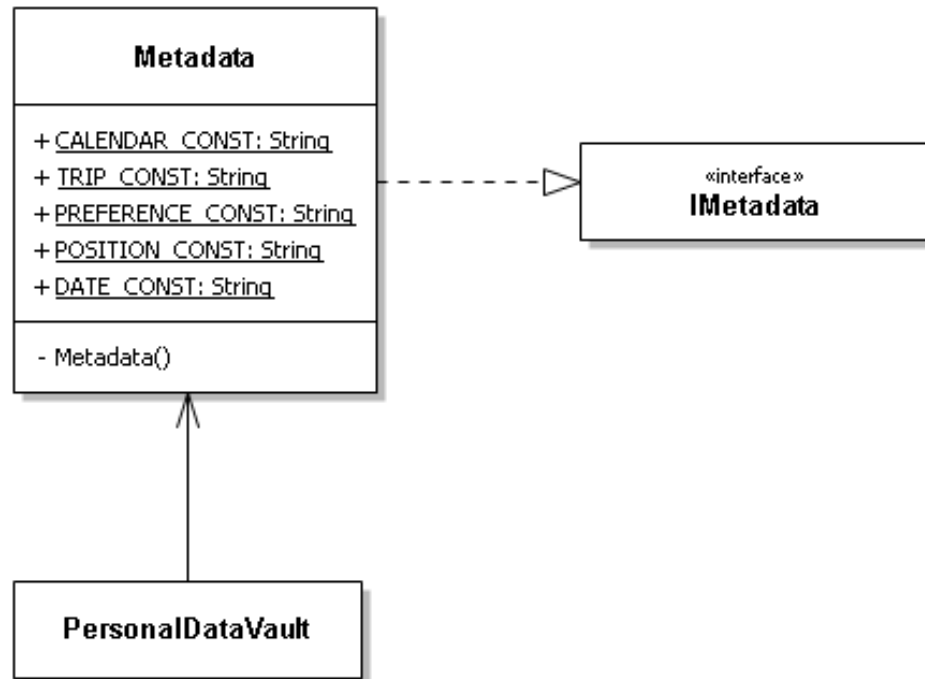 Metadata
+ CALENDAR_CONST: String
+ TRIP_CONST: String
+ PREFERENCE_CONST: String
+ POSITION_CONST: String
+ DATE_CONST: String
- Metadata()
«interface»
IMetadata
PersonalDataVault